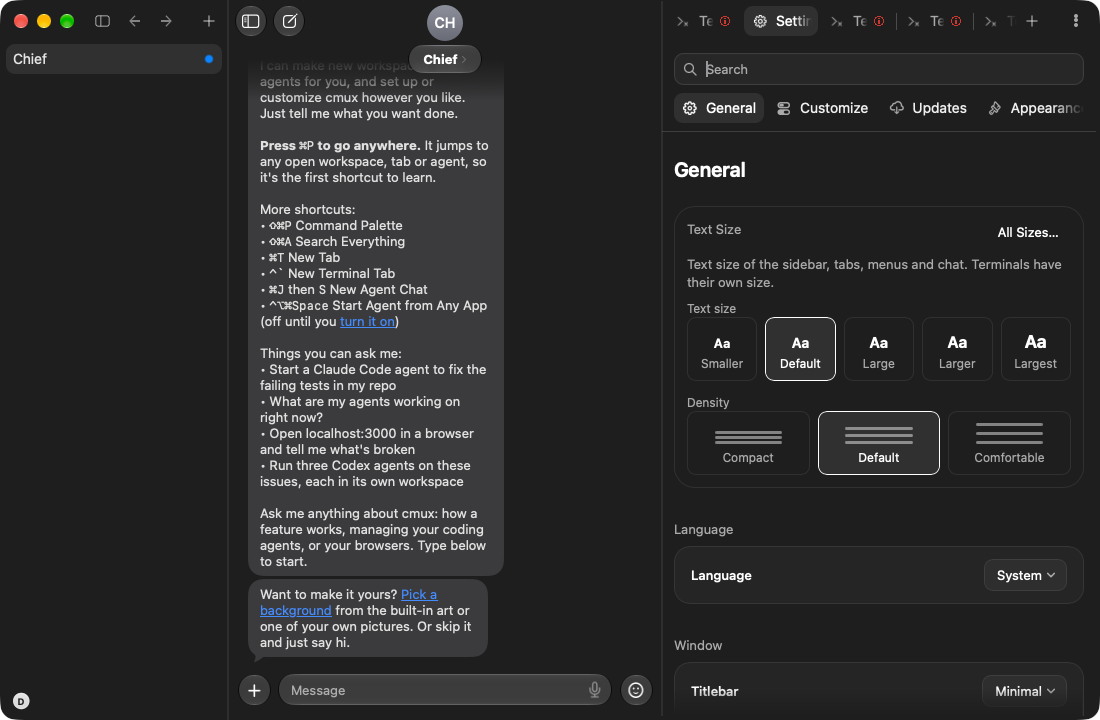 Chief
D
CH
Chief
I can make new workspac
agents for you, and set up or
customize cmux however you like.
Just tell me what you want done.
Press ⌘P to go anywhere. It jumps to
any open workspace, tab or agent, so
it's the first shortcut to learn.
More shortcuts:
• ⇧⌘P Command Palette
• ⇧⌘A Search Everything
• ⌘T New Tab
• ^` New Terminal Tab
• ⌘J then S New Agent Chat
• ^⌥⌘Space Start Agent from Any App
(off until you turn it on)
Things you can ask me:
• Start a Claude Code agent to fix the
failing tests in my repo
• What are my agents working on
right now?
• Open localhost:3000 in a browser
and tell me what's broken
• Run three Codex agents on these
issues, each in its own workspace
Ask me anything about cmux: how a
feature works, managing your coding
agents, or your browsers. Type below
to start.
Want to make it yours? Pick a
background from the built-in art or
one of your own pictures. Or skip it
and just say hi.
Message
Te Settin Te Te T
Search
General Customize Updates Appearanc
General
Text Size
All Sizes...
Text size of the sidebar, tabs, menus and chat. Terminals have
their own size.
Text size
Aa Aa Aa Aa Aa
Smaller Default Large Larger Largest
Density
Compact Default Comfortable
Language
Language System
Window
Titlebar Minimal